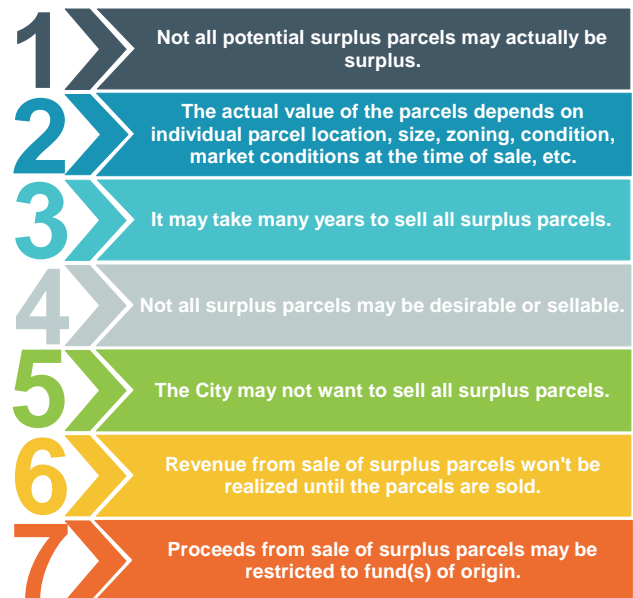 1
Not all potential surplus parcels may actually be
surplus.
2
The actual value of the parcels depends on
individual parcel location, size, zoning, condition,
market conditions at the time of sale, etc.
3
It may take many years to sell all surplus parcels.
4
Not all surplus parcels may be desirable or sellable.
5
The City may not want to sell all surplus parcels.
6
Revenue from sale of surplus parcels won't be
realized until the parcels are sold.
7
Proceeds from sale of surplus parcels may be
restricted to fund(s) of origin.